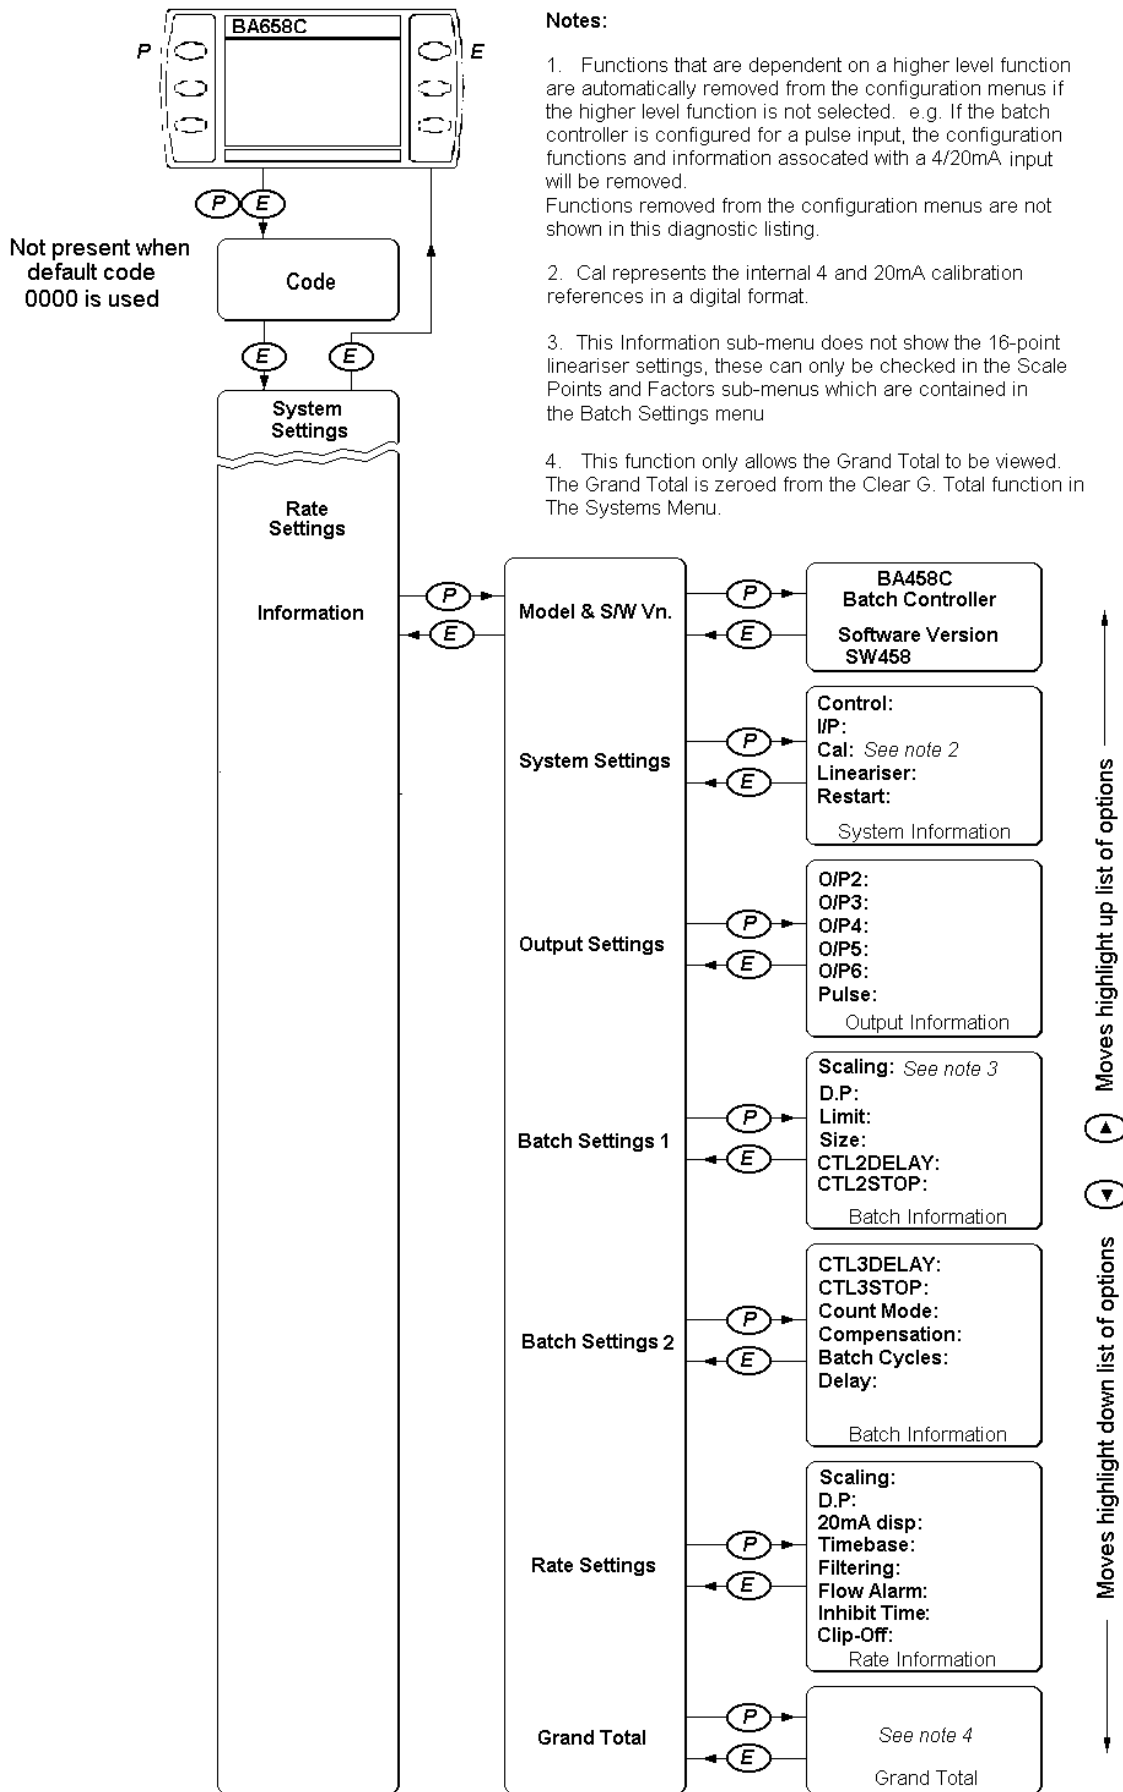 BA658C
P
E
P
E
Not present when
default code
0000 is used
Code
E
E
System
Settings
Rate
Settings
Information
Notes:
1. Functions that are dependent on a higher level function
are automatically removed from the configuration menus if
the higher level function is not selected. e.g. If the batch
controller is configured for a pulse input, the configuration
functions and information assocated with a 4/20mA input
will be removed.
Functions removed from the configuration menus are not
shown in this diagnostic listing.
2. Cal represents the internal 4 and 20mA calibration
references in a digital format.
3. This Information sub-menu does not show the 16-point
lineariser settings, these can only be checked in the Scale
Points and Factors sub-menus which are contained in
the Batch Settings menu
4. This function only allows the Grand Total to be viewed.
The Grand Total is zeroed from the Clear G. Total function in
The Systems Menu.
P
E
Model & S/W Vn.
P
E
BA458C
Batch Controller
Software Version
SW458
System Settings
P
E
Control:
I/P:
Cal: See note 2
Lineariser:
Restart:
System Information
Output Settings
P
E
O/P2:
O/P3:
O/P4:
O/P5:
O/P6:
Pulse:
Output Information
Batch Settings 1
P
E
Scaling: See note 3
D.P:
Limit:
Size:
CTL2DELAY:
CTL2STOP:
Batch Information
Batch Settings 2
P
E
CTL3DELAY:
CTL3STOP:
Count Mode:
Compensation:
Batch Cycles:
Delay:
Batch Information
Rate Settings
P
E
Scaling:
D.P:
20mA disp:
Timebase:
Filtering:
Flow Alarm:
Inhibit Time:
Clip-Off:
Rate Information
Grand Total
P
E
See note 4
Grand Total
Moves highlight up list of options
Moves highlight down list of options